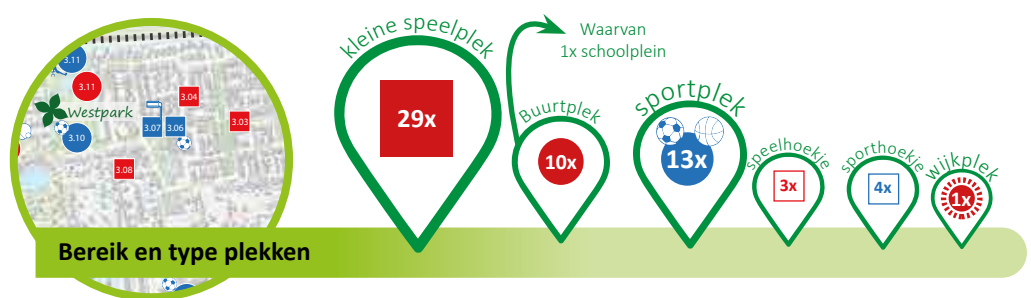 3.11
3.11
Westpark
3.04
3.03
3.07
3.06
3.10
3.08
kleine speelplek
29x
Waarvan
1x schoolplein
Buurtplek
10x
sportplek
13x
speelhoekje
3x
sporthoekje
4x
wijkplek
1x
Bereik en type plekken